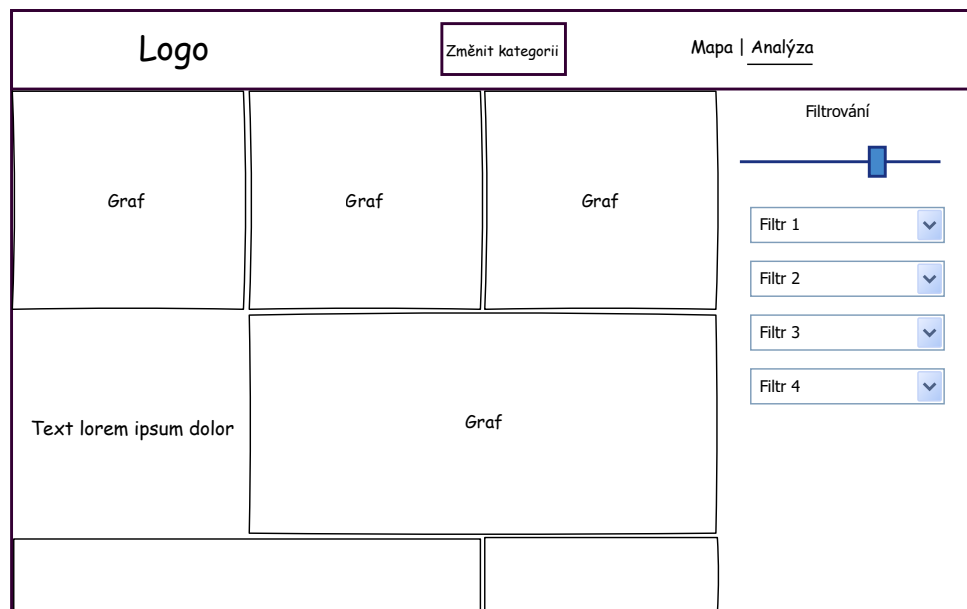 Logo
Změnit kategorii
Mapa | Analýza
Filtrování
Graf
Graf
Graf
Filtr 1
Filtr 2
Filtr 3
Filtr 4
Text lorem ipsum dolor
Graf